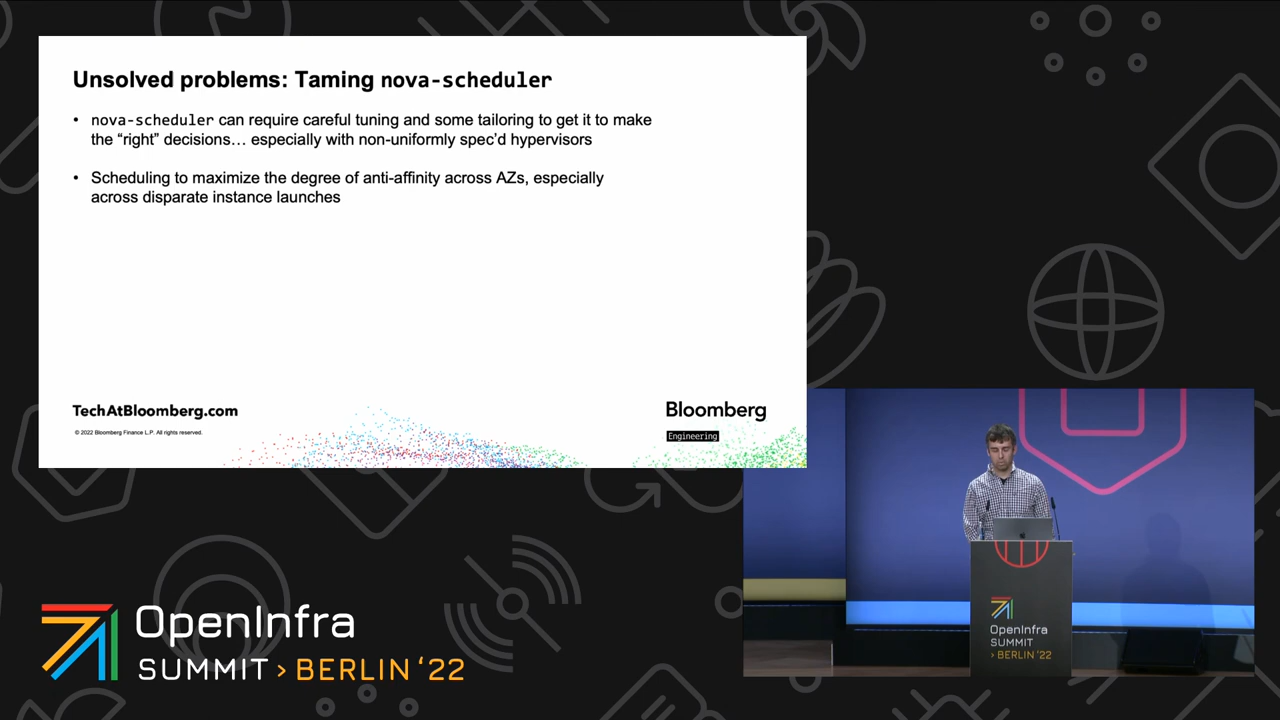 Unsolved problems: Taming nova-scheduler
• nova-scheduler can require careful tuning and some tailoring to get it to make
the “right” decisions… especially with non-uniformly spec’d hypervisors
• Scheduling to maximize the degree of anti-affinity across AZs, especially
across disparate instance launches
TechAtBloomberg.com
© 2022 Bloomberg Finance L.P. All rights reserved.
Bloomberg
Engineering
OpenInfra
SUMMIT > BERLIN ‘22
OpenInfra
SUMMIT
> BERLIN ‘22